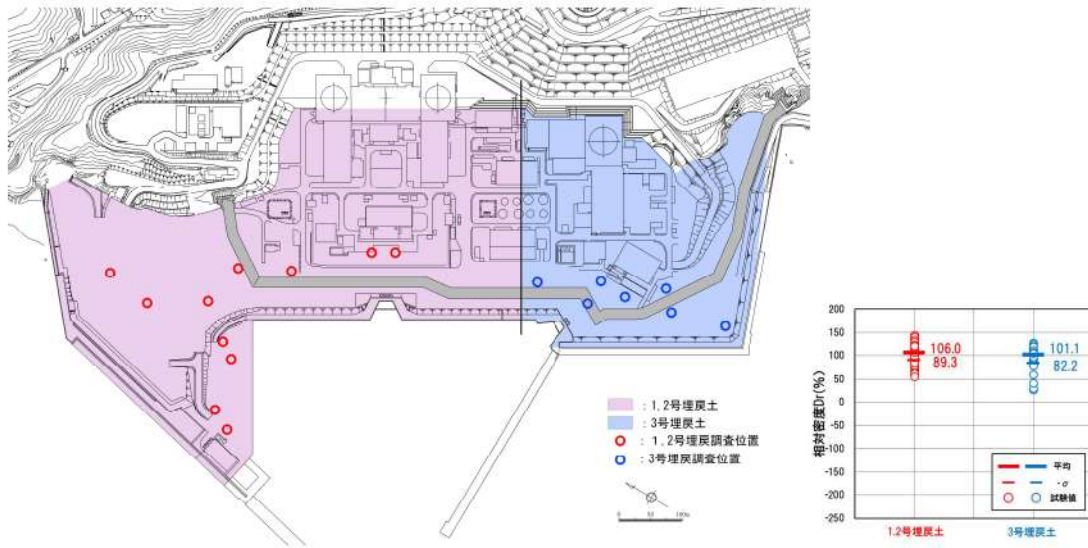 : 1, 2号埋戻土
: 3号埋戻土
: 1, 2号埋戻調査位置
: 3号埋戻調査位置
0 50 100m
相対密度Dr(%)
200
150
100
50
0
-50
-100
-150
-200
-250
106.0
89.3
101.1
82.2
平均
-σ
試験値
1.2号埋戻土
3号埋戻土